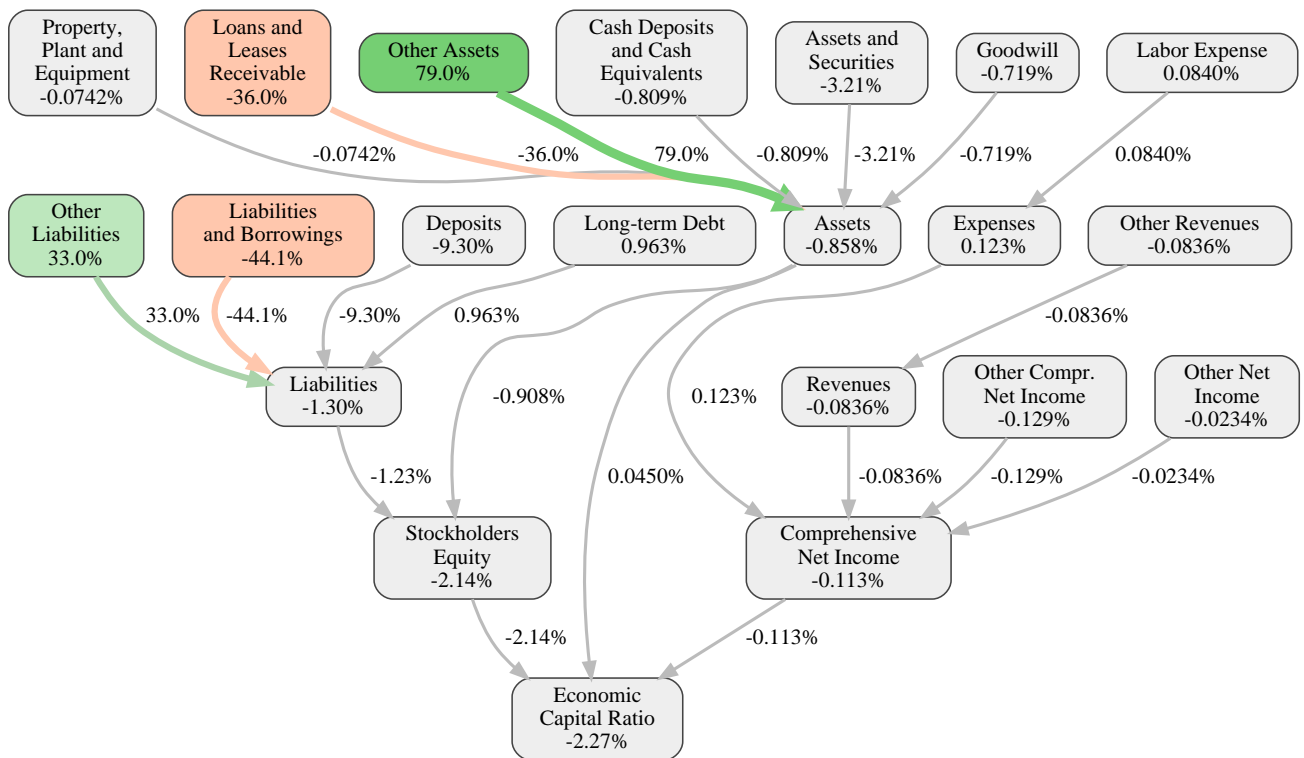 Property,
Plant and
Equipment
-0.0742%
Loans and
Leases
Receivable
-36.0%
Other Assets
79.0%
Cash Deposits
and Cash
Equivalents
-0.809%
Assets and
Securities
-3.21%
Goodwill
-0.719%
Labor Expense
0.0840%
-0.0742%
-36.0%
79.0%
-0.809%
-3.21%
-0.719%
0.0840%
Other
Liabilities
33.0%
Liabilities
and Borrowings
-44.1%
Deposits
-9.30%
Long-term Debt
0.963%
Assets
-0.858%
Expenses
0.123%
Other Revenues
-0.0836%
33.0%
-44.1%
-9.30%
0.963%
-0.0836%
Liabilities
-1.30%
-0.908%
0.123%
Revenues
-0.0836%
Other Compr.
Net Income
-0.129%
Other Net
Income
-0.0234%
-1.23%
0.0450%
-0.0836%
-0.129%
-0.0234%
Stockholders
Equity
-2.14%
Comprehensive
Net Income
-0.113%
-2.14%
-0.113%
Economic
Capital Ratio
-2.27%